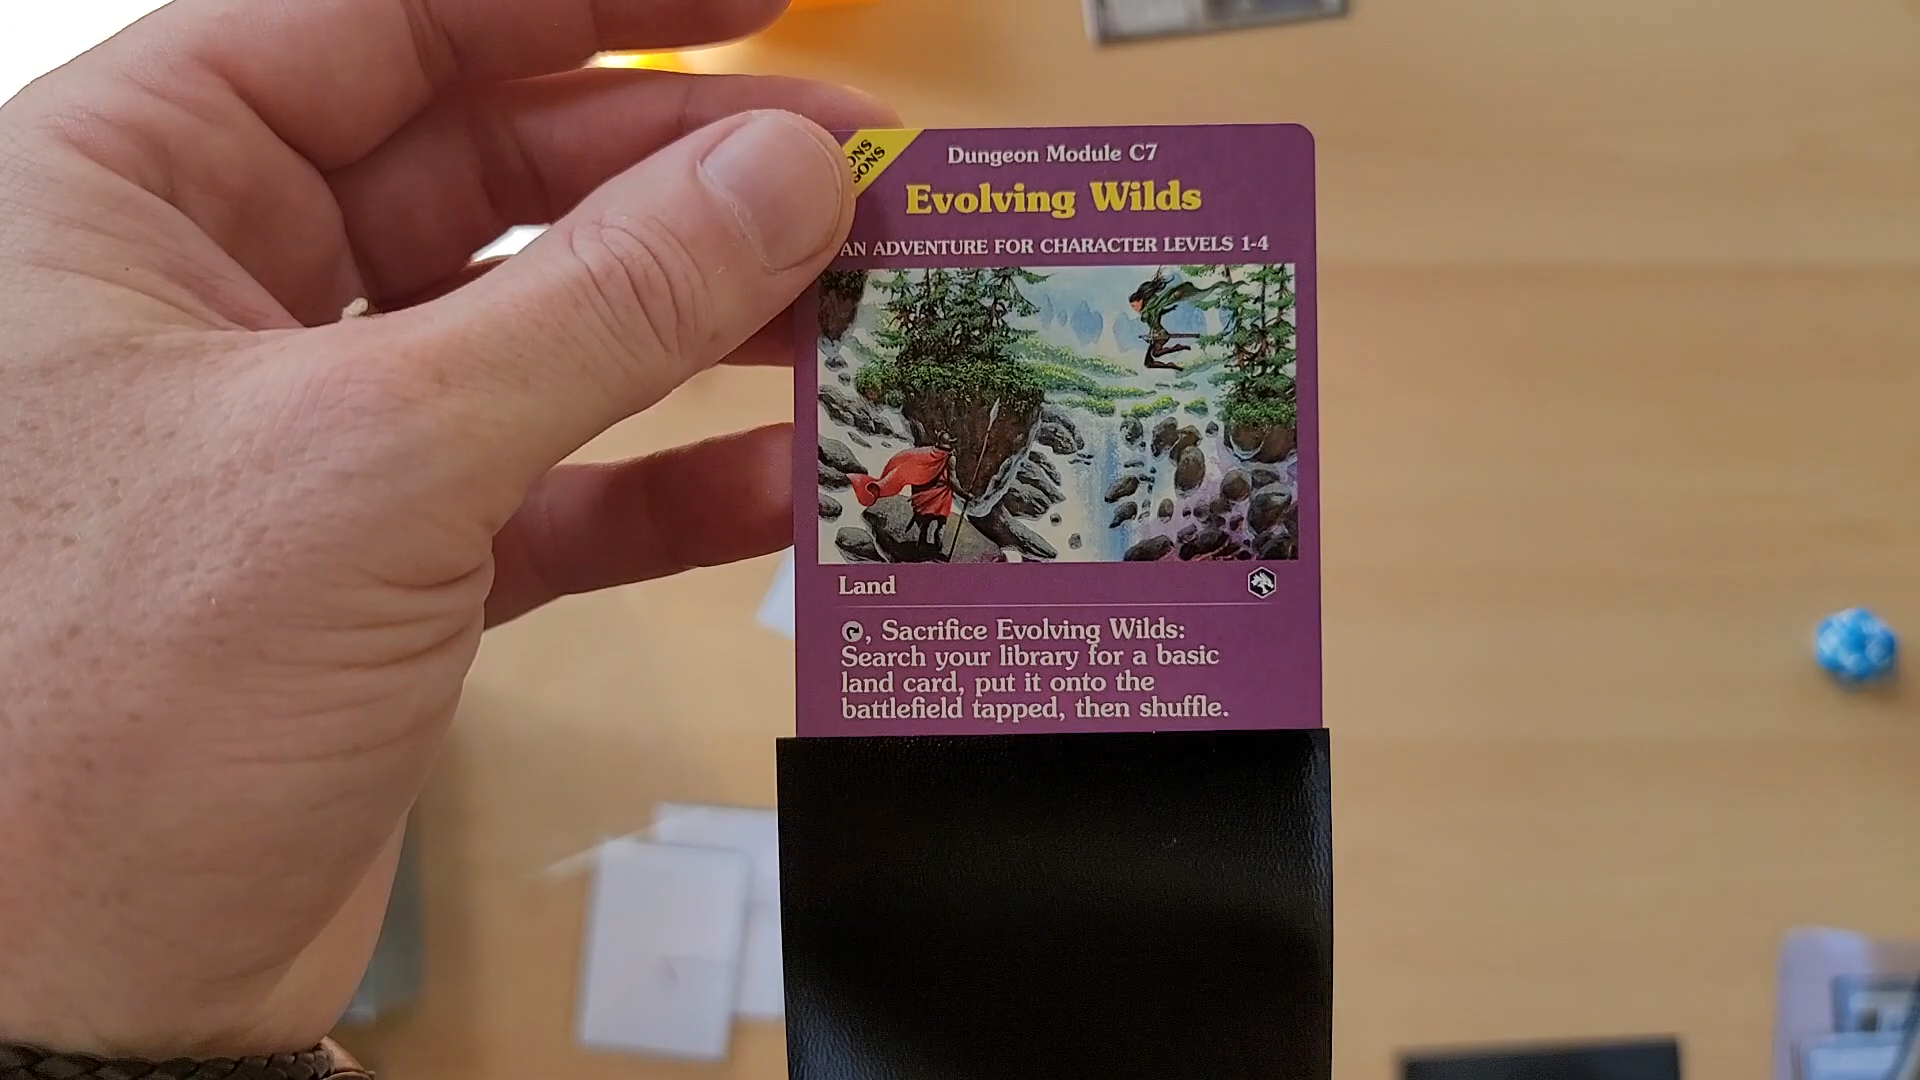 Dungeon Module C7
Evolving Wilds
AN ADVENTURE FOR CHARACTER LEVELS 1-4
Land
, Sacrifice Evolving Wilds:
Search your library for a basic
land card, put it onto the
battlefield tapped, then shuffle.